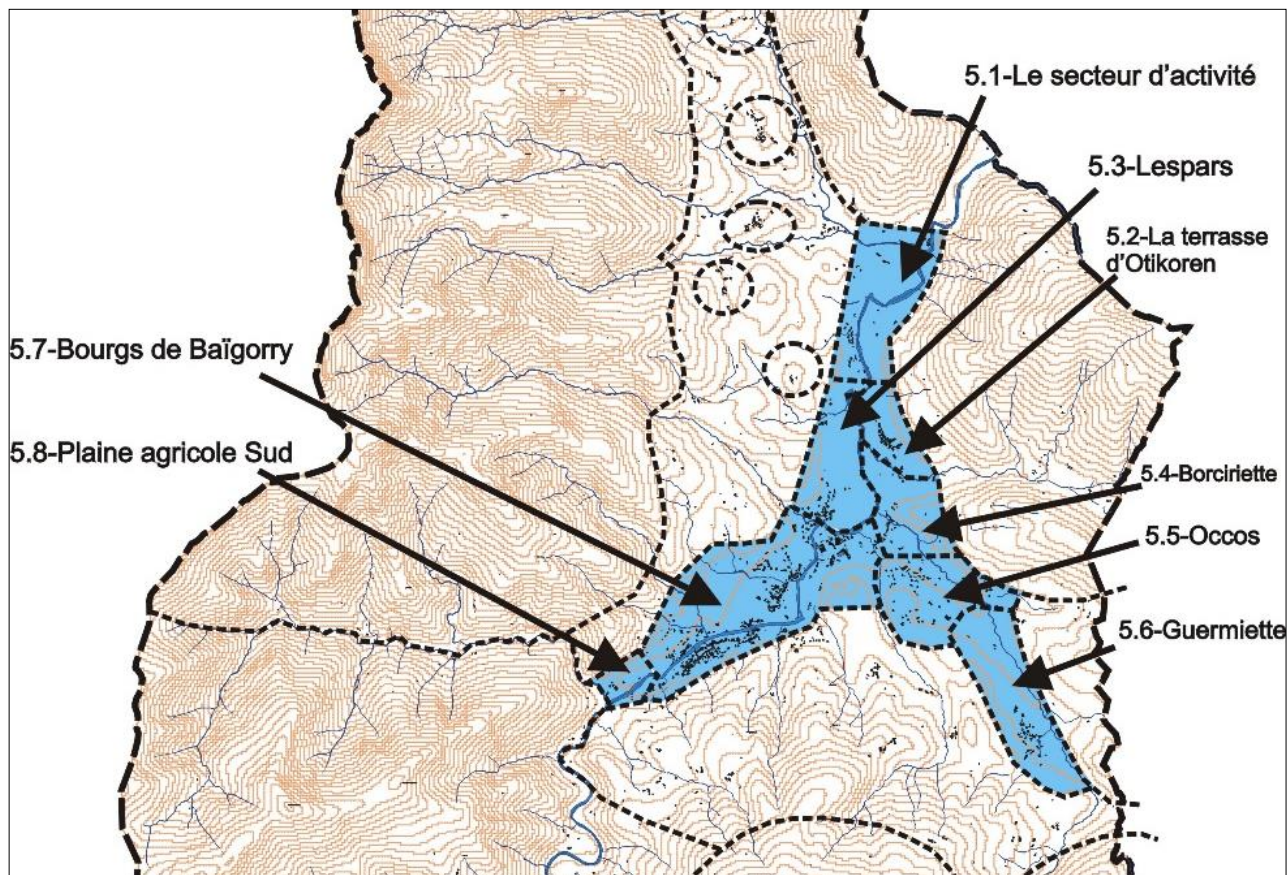 5.1-Le secteur d'activité
5.3-Lespars
5.2-La terrasse
d'Otikoren
5.7-Bourgs de Baïgorry
5.8-Plaine agricole Sud
5.4-Borciriette
5.5-Occos
5.6-Guermiette